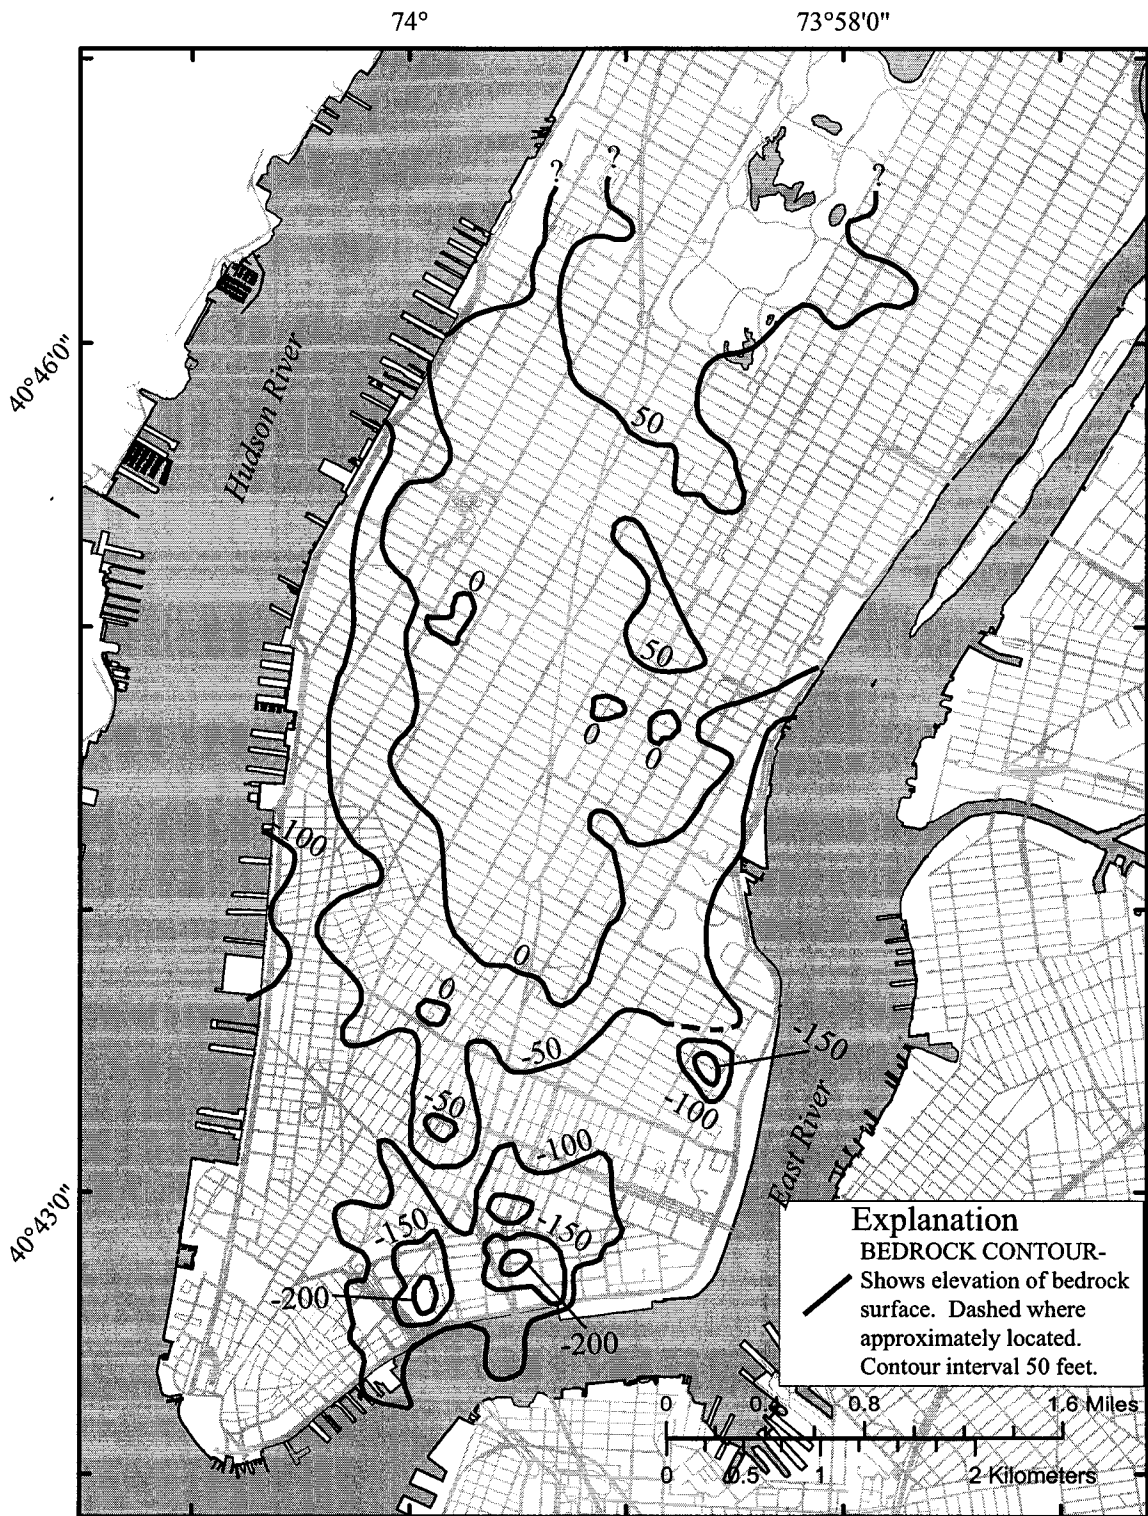 74°
73°58'0"
?
?
?
40°46'0"
Hudson River
50
0
50
0
0
100
0
0
-50
-150
-50
-100
-100
East River
40°43'0"
-150
-150
-200
-200
Explanation
BEDROCK CONTOUR-
Shows elevation of bedrock
surface. Dashed where
approximately located.
Contour interval 50 feet.
0
0.8
1.6 Miles
0
0.5
1
2 Kilometers